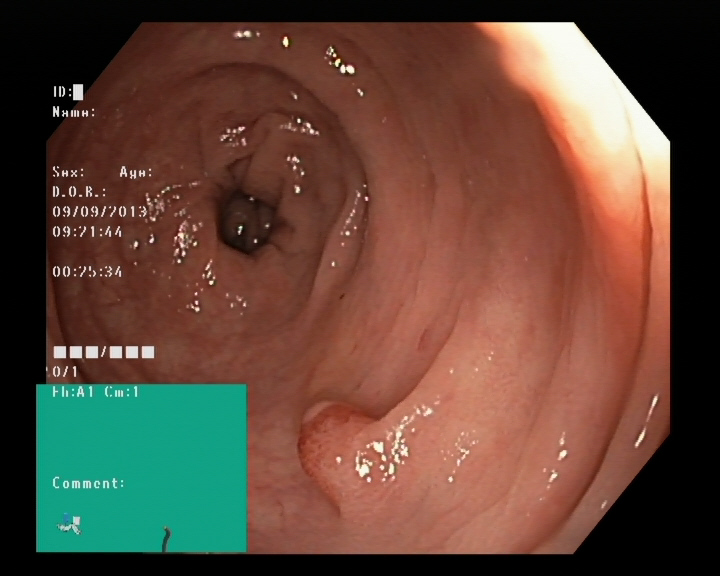 ID:
Name:
Sex: Age:
D.O.B.:
09/09/2013
09:21:44
00:25:34
■■■/■■■
0/1
Eh:A1 Cm:1
Comment: